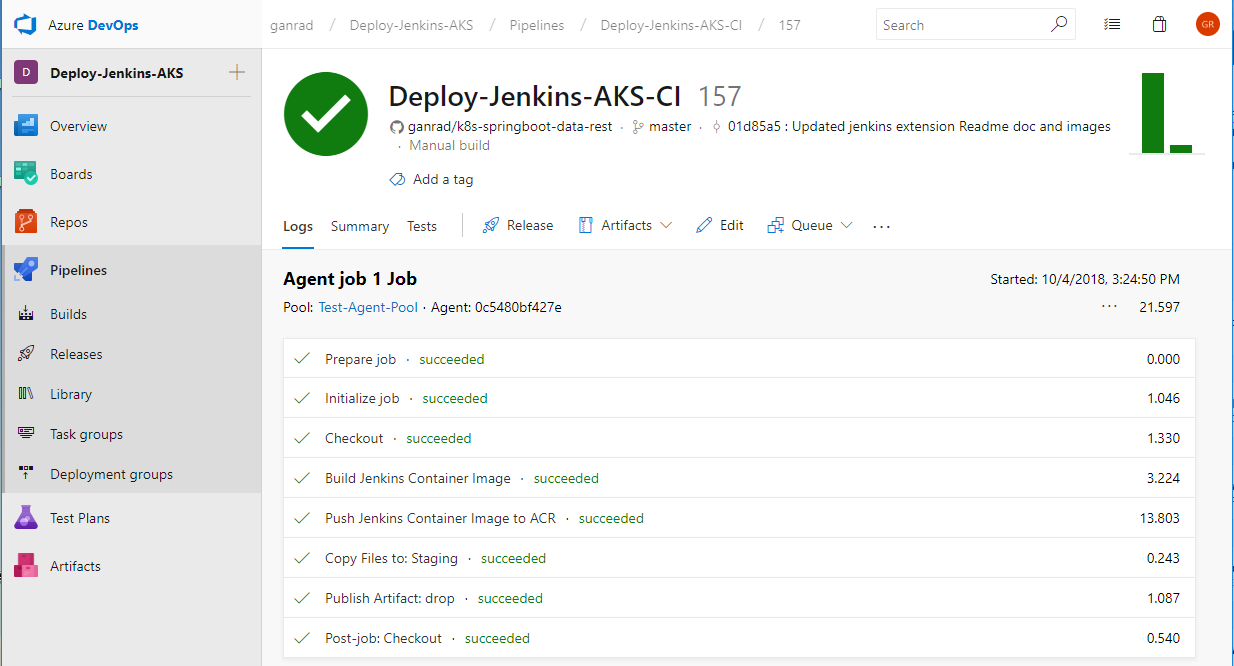 Azure DevOps
ganrad / Deploy-Jenkins-AKS / Pipelines / Deploy-Jenkins-AKS-CI / 157
Search
GR
D Deploy-Jenkins-AKS
Overview
Boards
Repos
Pipelines
Builds
Releases
Library
Task groups
Deployment groups
Test Plans
Artifacts
Deploy-Jenkins-AKS-CI 157
ganrad/k8s-springboot-data-rest · master · 01d85a5 : Updated jenkins extension Readme doc and images
· Manual build
Add a tag
Logs Summary Tests Release Artifacts Edit Queue ...
Agent job 1 Job Started: 10/4/2018, 3:24:50 PM
Pool: Test-Agent-Pool · Agent: 0c5480bf427e ... 21.597
Prepare job · succeeded 0.000
Initialize job · succeeded 1.046
Checkout · succeeded 1.330
Build Jenkins Container Image · succeeded 3.224
Push Jenkins Container Image to ACR · succeeded 13.803
Copy Files to: Staging · succeeded 0.243
Publish Artifact: drop · succeeded 1.087
Post-job: Checkout · succeeded 0.540